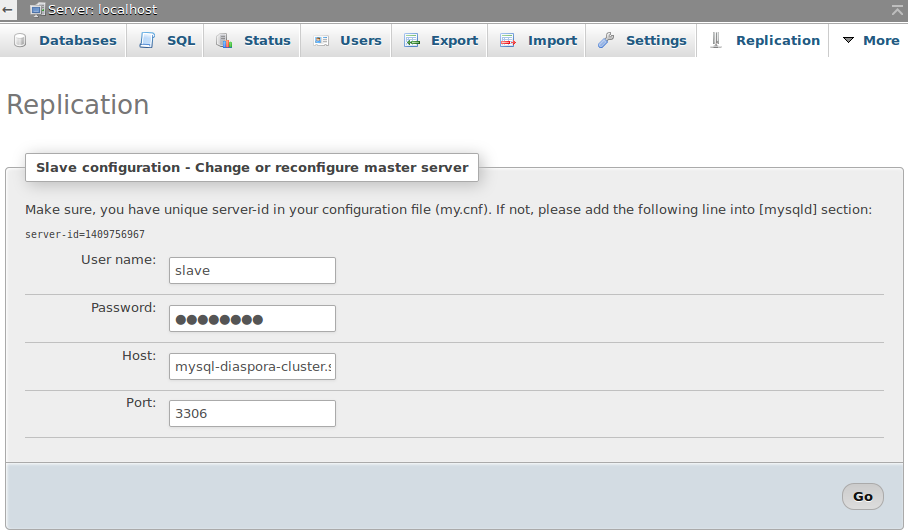 Server: localhost
Databases SQL Status Users Export Import Settings Replication More
Replication
Slave configuration - Change or reconfigure master server
Make sure, you have unique server-id in your configuration file (my.cnf). If not, please add the following line into [mysqld] section:
server-id=1409756967
User name: slave
Password: ●●●●●●●●
Host: mysql-diaspora-cluster.s
Port: 3306
Go